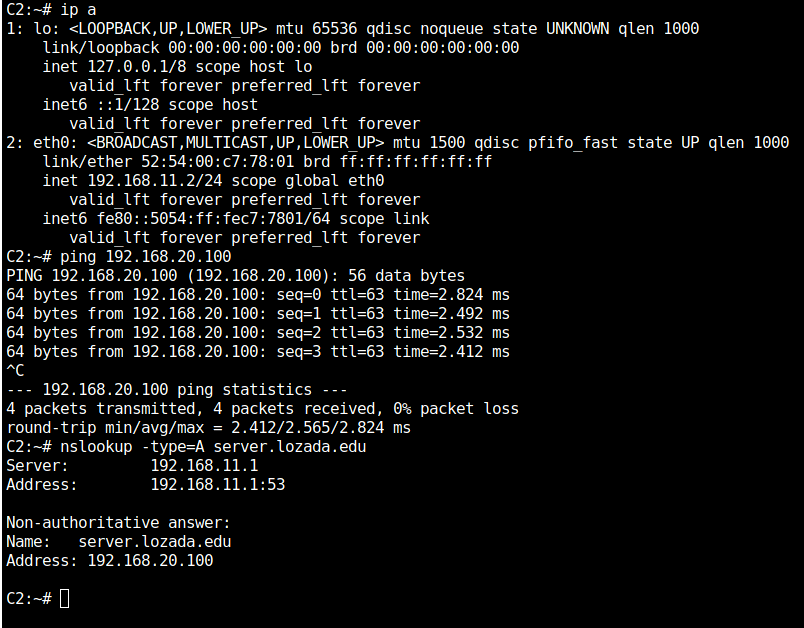 C2:~# ip a
1: lo: <LOOPBACK,UP,LOWER_UP> mtu 65536 qdisc noqueue state UNKNOWN qlen 1000
    link/loopback 00:00:00:00:00:00 brd 00:00:00:00:00:00
    inet 127.0.0.1/8 scope host lo
       valid_lft forever preferred_lft forever
    inet6 ::1/128 scope host
       valid_lft forever preferred_lft forever
2: eth0: <BROADCAST,MULTICAST,UP,LOWER_UP> mtu 1500 qdisc pfifo_fast state UP qlen 1000
    link/ether 52:54:00:c7:78:01 brd ff:ff:ff:ff:ff:ff
    inet 192.168.11.2/24 scope global eth0
       valid_lft forever preferred_lft forever
    inet6 fe80::5054:ff:fec7:7801/64 scope link
       valid_lft forever preferred_lft forever
C2:~# ping 192.168.20.100
PING 192.168.20.100 (192.168.20.100): 56 data bytes
64 bytes from 192.168.20.100: seq=0 ttl=63 time=2.824 ms
64 bytes from 192.168.20.100: seq=1 ttl=63 time=2.492 ms
64 bytes from 192.168.20.100: seq=2 ttl=63 time=2.532 ms
64 bytes from 192.168.20.100: seq=3 ttl=63 time=2.412 ms
^C
--- 192.168.20.100 ping statistics ---
4 packets transmitted, 4 packets received, 0% packet loss
round-trip min/avg/max = 2.412/2.565/2.824 ms
C2:~# nslookup -type=A server.lozada.edu
Server:         192.168.11.1
Address:        192.168.11.1:53

Non-authoritative answer:
Name:   server.lozada.edu
Address: 192.168.20.100

C2:~#